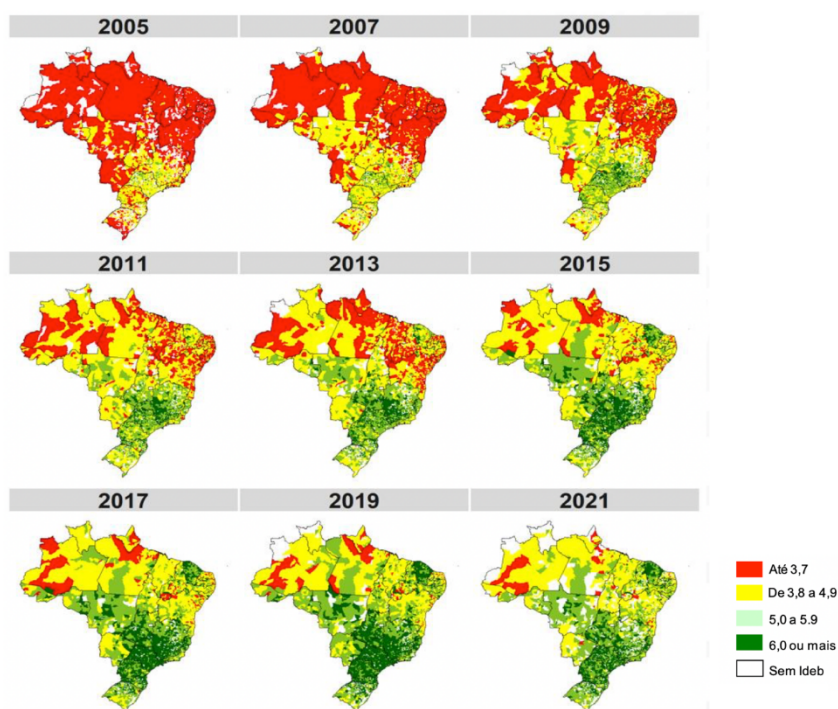 2005 2007 2009
2011 2013 2015
2017 2019 2021
Até 3,7
De 3,8 a 4,9
5,0 a 5.9
6,0 ou mais
Sem Ideb